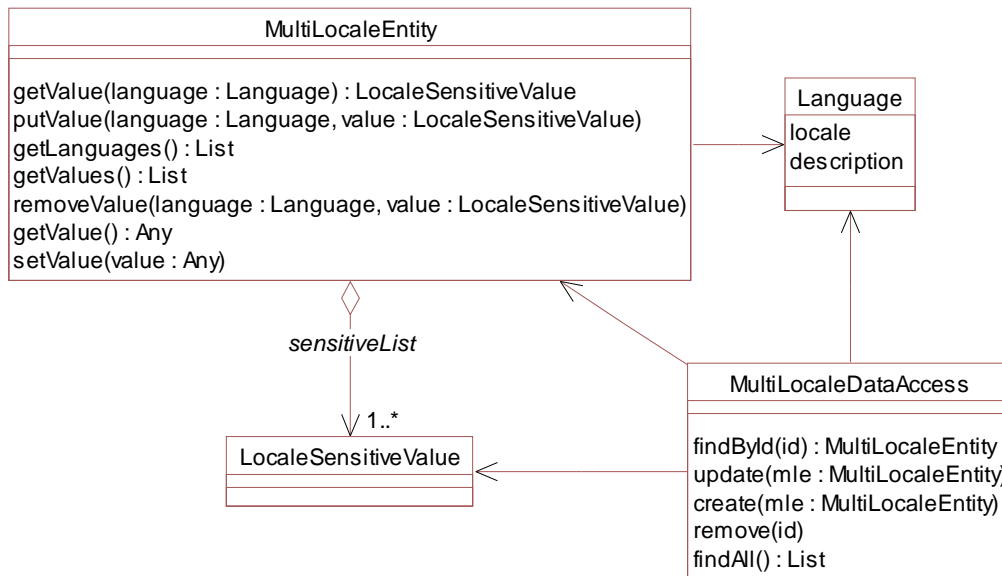 MultiLocaleEntity
getValue(language : Language) : LocaleSensitiveValue
putValue(language : Language, value : LocaleSensitiveValue)
getLanguages() : List
getValues() : List
removeValue(language : Language, value : LocaleSensitiveValue)
getValue() : Any
setValue(value : Any)
Language
locale
description
sensitiveList
1..*
LocaleSensitiveValue
MultiLocaleDataAccess
findById(id) : MultiLocaleEntity
update(mle : MultiLocaleEntity)
create(mle : MultiLocaleEntity)
remove(id)
findAll() : List